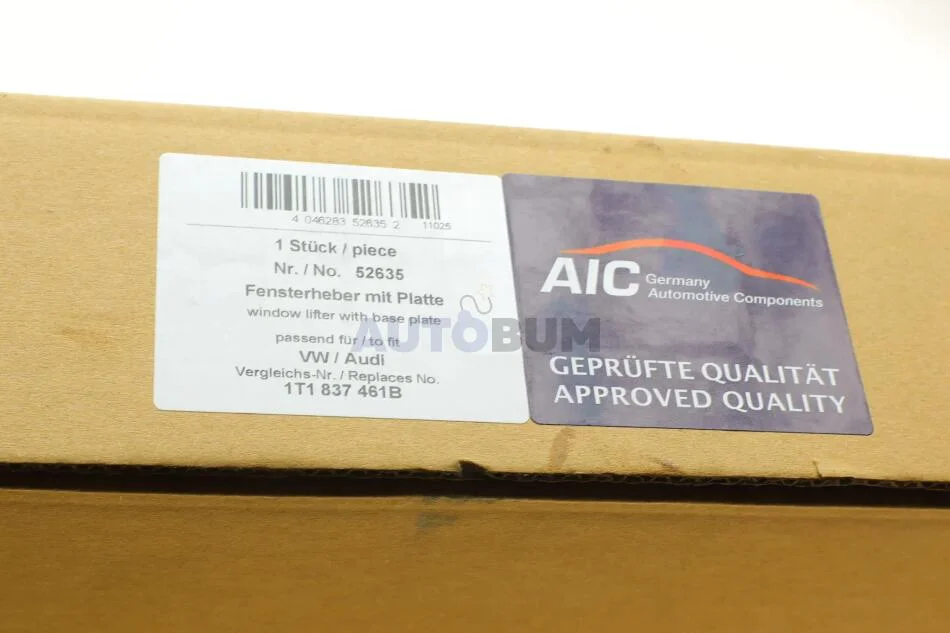 4 046283 52635 2 11025
1 Stück / piece
Nr. / No. 52635
Fensterheber mit Platte
window lifter with base plate
passend für / to fit
VW / Audi
Vergleichs-Nr. / Replaces No.
1T1 837 461B
AIC Germany
Automotive Components
GEPRÜFTE QUALITÄT
APPROVED QUALITY
AUTOBUM